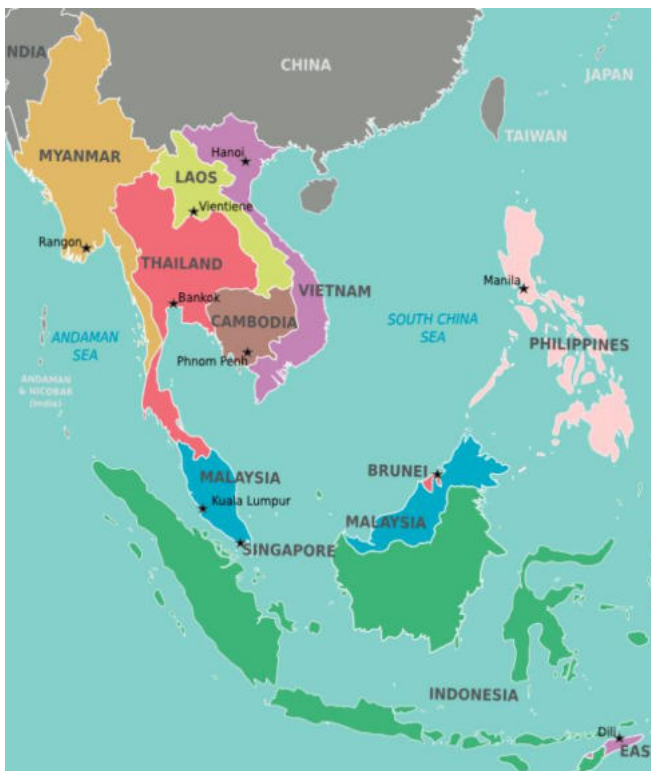 NDIA
CHINA
JAPAN
TAIWAN
MYANMAR
Hanoi
LAOS
Vientiene
Rangon
THAILAND
Bankok
VIETNAM
CAMBODIA
Phnom Penh
Manila
SOUTH CHINA
SEA
PHILIPPINES
ANDAMAN
SEA
ANDAMAN
& NICOBAR
(India)
MALAYSIA
Kuala Lumpur
SINGAPORE
BRUNEI
MALAYSIA
INDONESIA
Dili
EAS